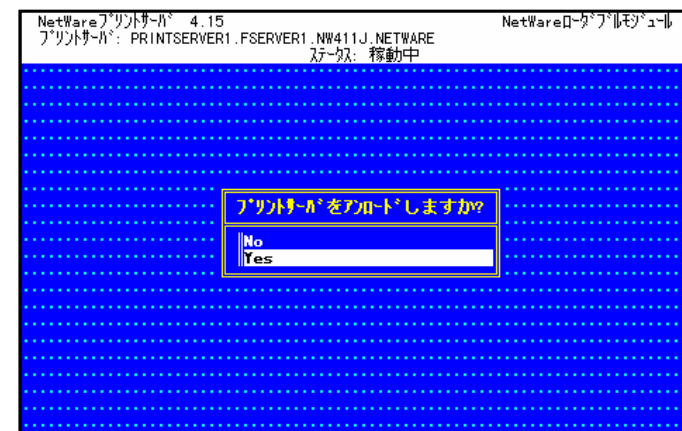 NetWareﾌﾟﾘﾝﾄｻｰﾊﾞ 4.15 NetWareﾛｰﾀﾞﾌﾞﾙﾓｼﾞｭｰﾙ
ﾌﾟﾘﾝﾄｻｰﾊﾞ: PRINTSERVER1.FSERVER1.NW411J.NETWARE
ｽﾃｰﾀｽ: 稼動中
ﾌﾟﾘﾝﾄｻｰﾊﾞをｱﾝﾛｰﾄﾞしますか?
No
Yes